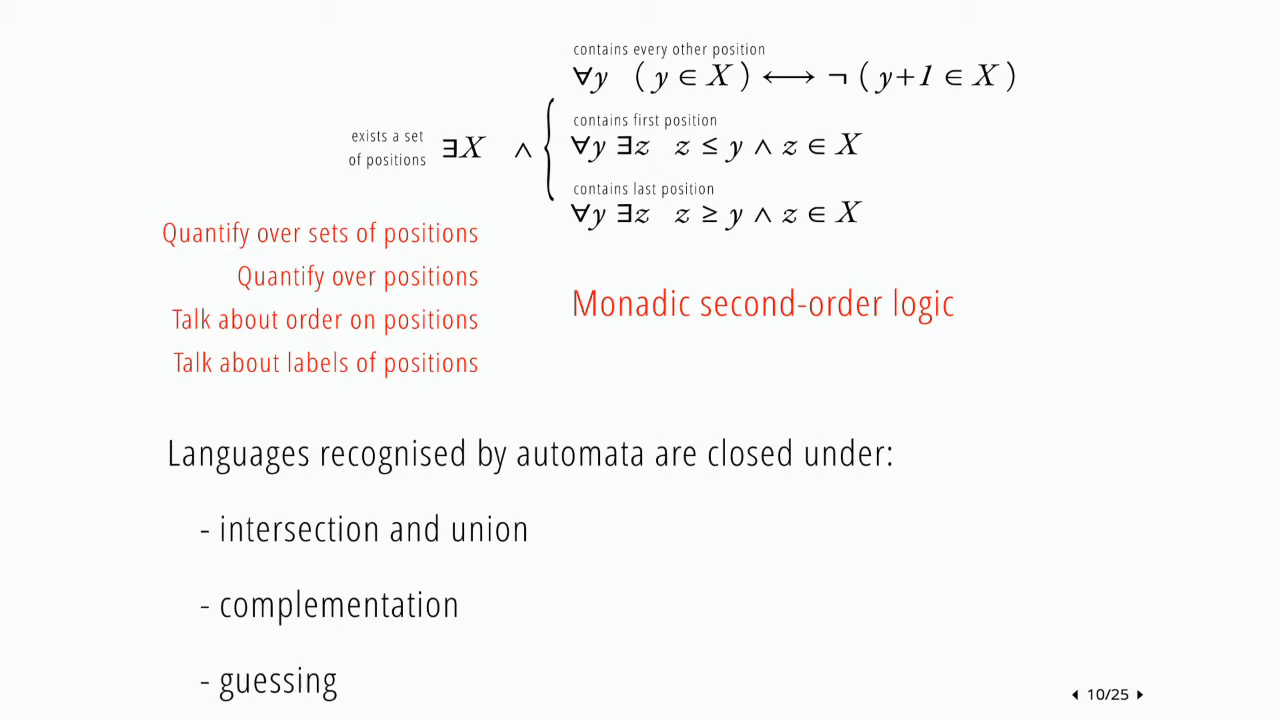 contains every other position
∀y ( y ∈ X ) ⟷ ¬ ( y+1 ∈ X )
exists a set
of positions
∃X ∧ {
contains first position
∀y ∃z z ≤ y ∧ z ∈ X
contains last position
∀y ∃z z ≥ y ∧ z ∈ X
Quantify over sets of positions
Quantify over positions
Talk about order on positions
Talk about labels of positions
Monadic second-order logic
Languages recognised by automata are closed under:
- intersection and union
- complementation
- guessing
10/25